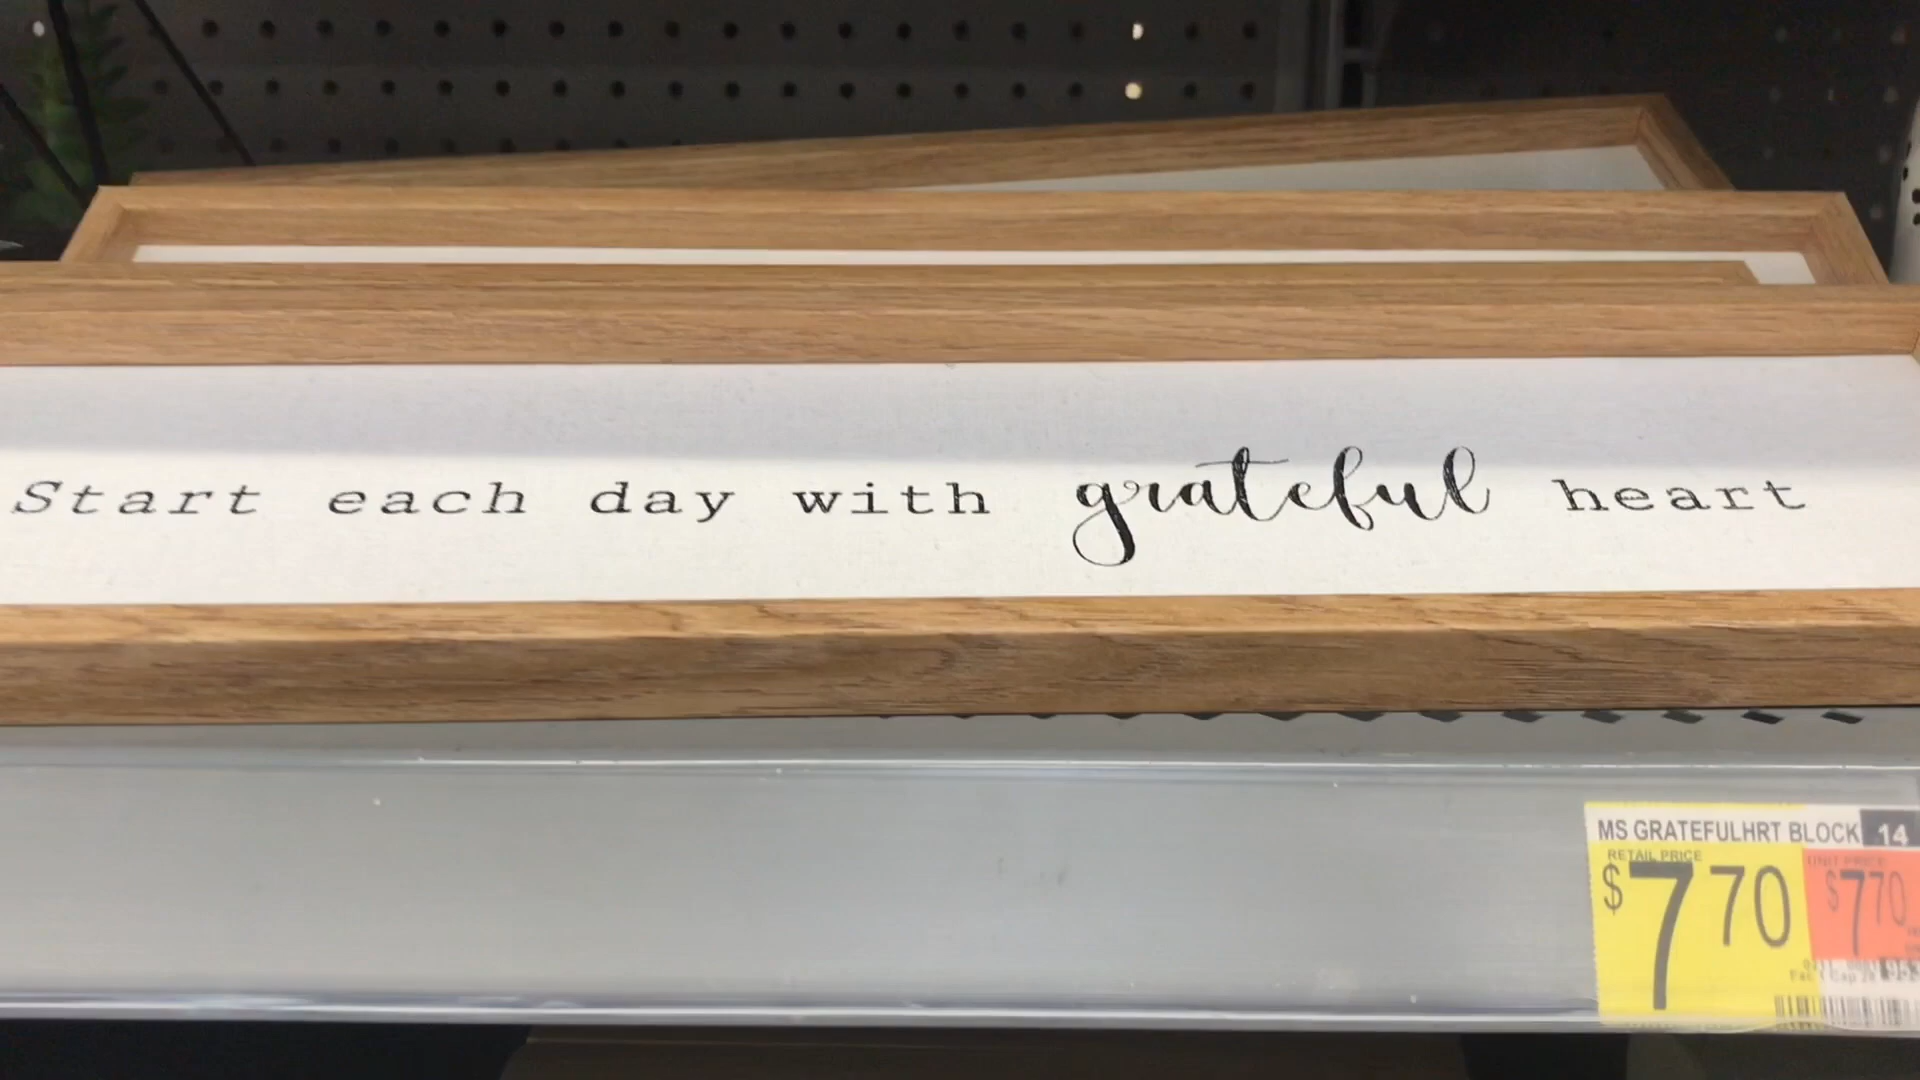 Start each day with grateful heart
MS GRATEFULHRT BLOCK 14
RETAIL PRICE UNIT PRICE
$7 70 $7 70